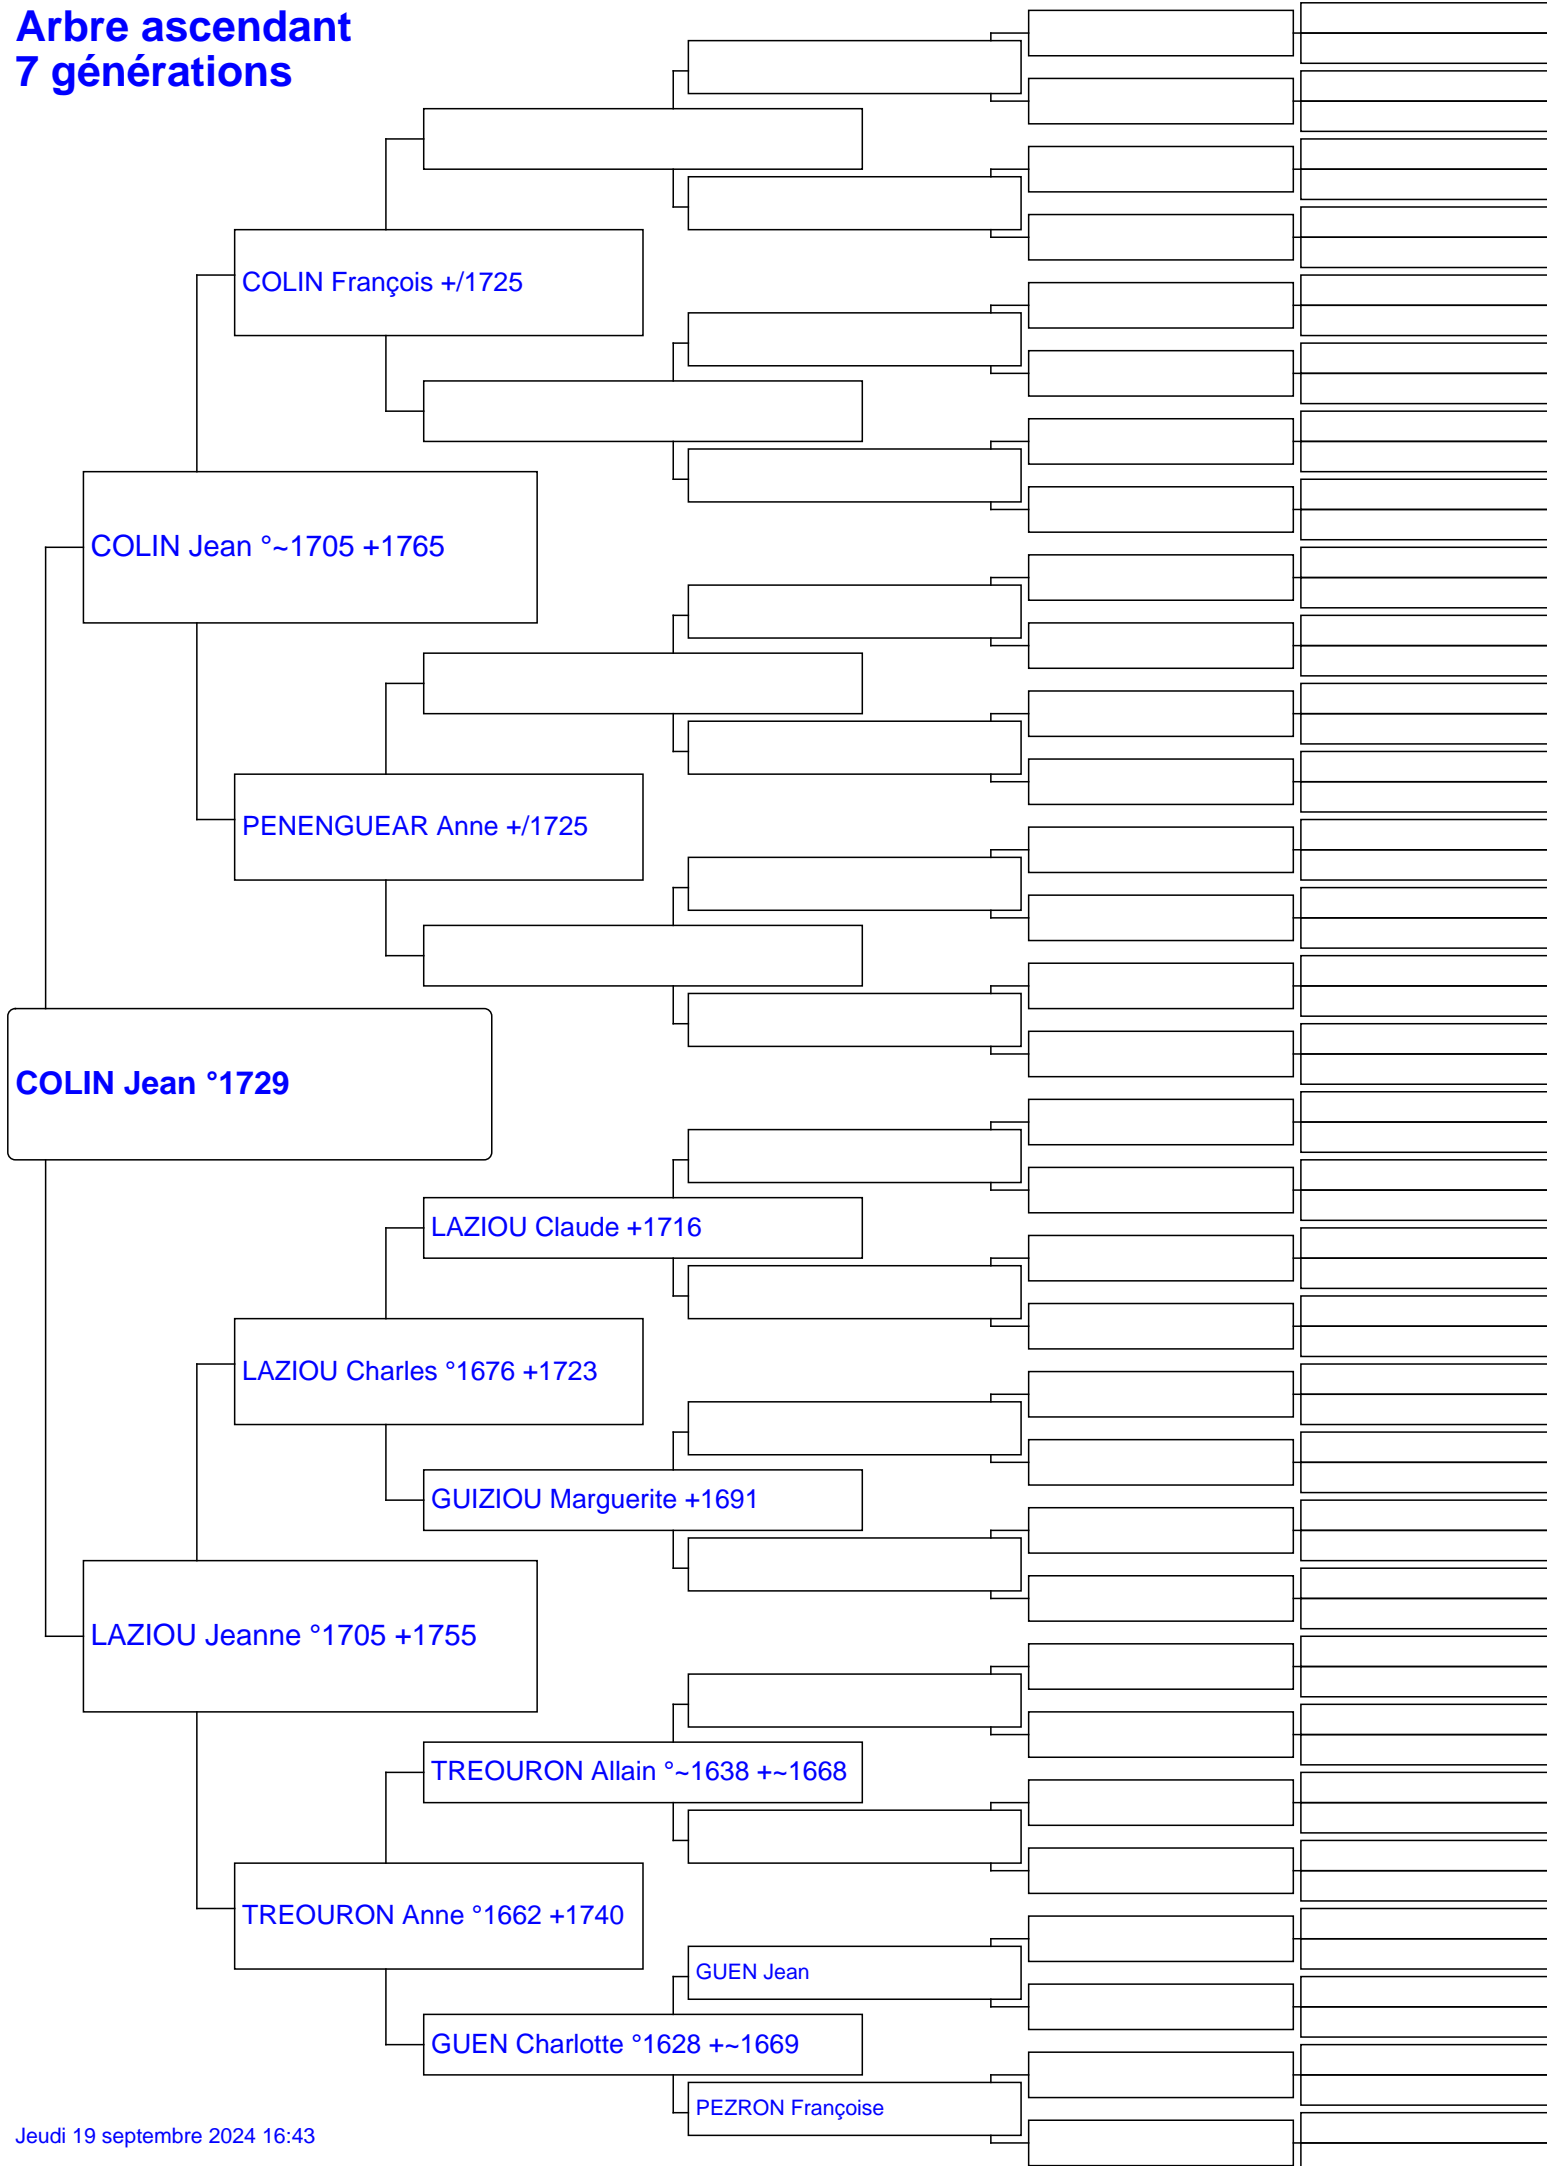 Arbre ascendant
7 générations
COLIN François +/1725
COLIN Jean °~1705 +1765
PENENGUEAR Anne +/1725
COLIN Jean °1729
LAZIOU Claude +1716
LAZIOU Charles °1676 +1723
GUIZIOU Marguerite +1691
LAZIOU Jeanne °1705 +1755
TREOURON Allain °~1638 +~1668
TREOURON Anne °1662 +1740
GUEN Jean
GUEN Charlotte °1628 +~1669
PEZRON Françoise
Jeudi 19 septembre 2024 16:43